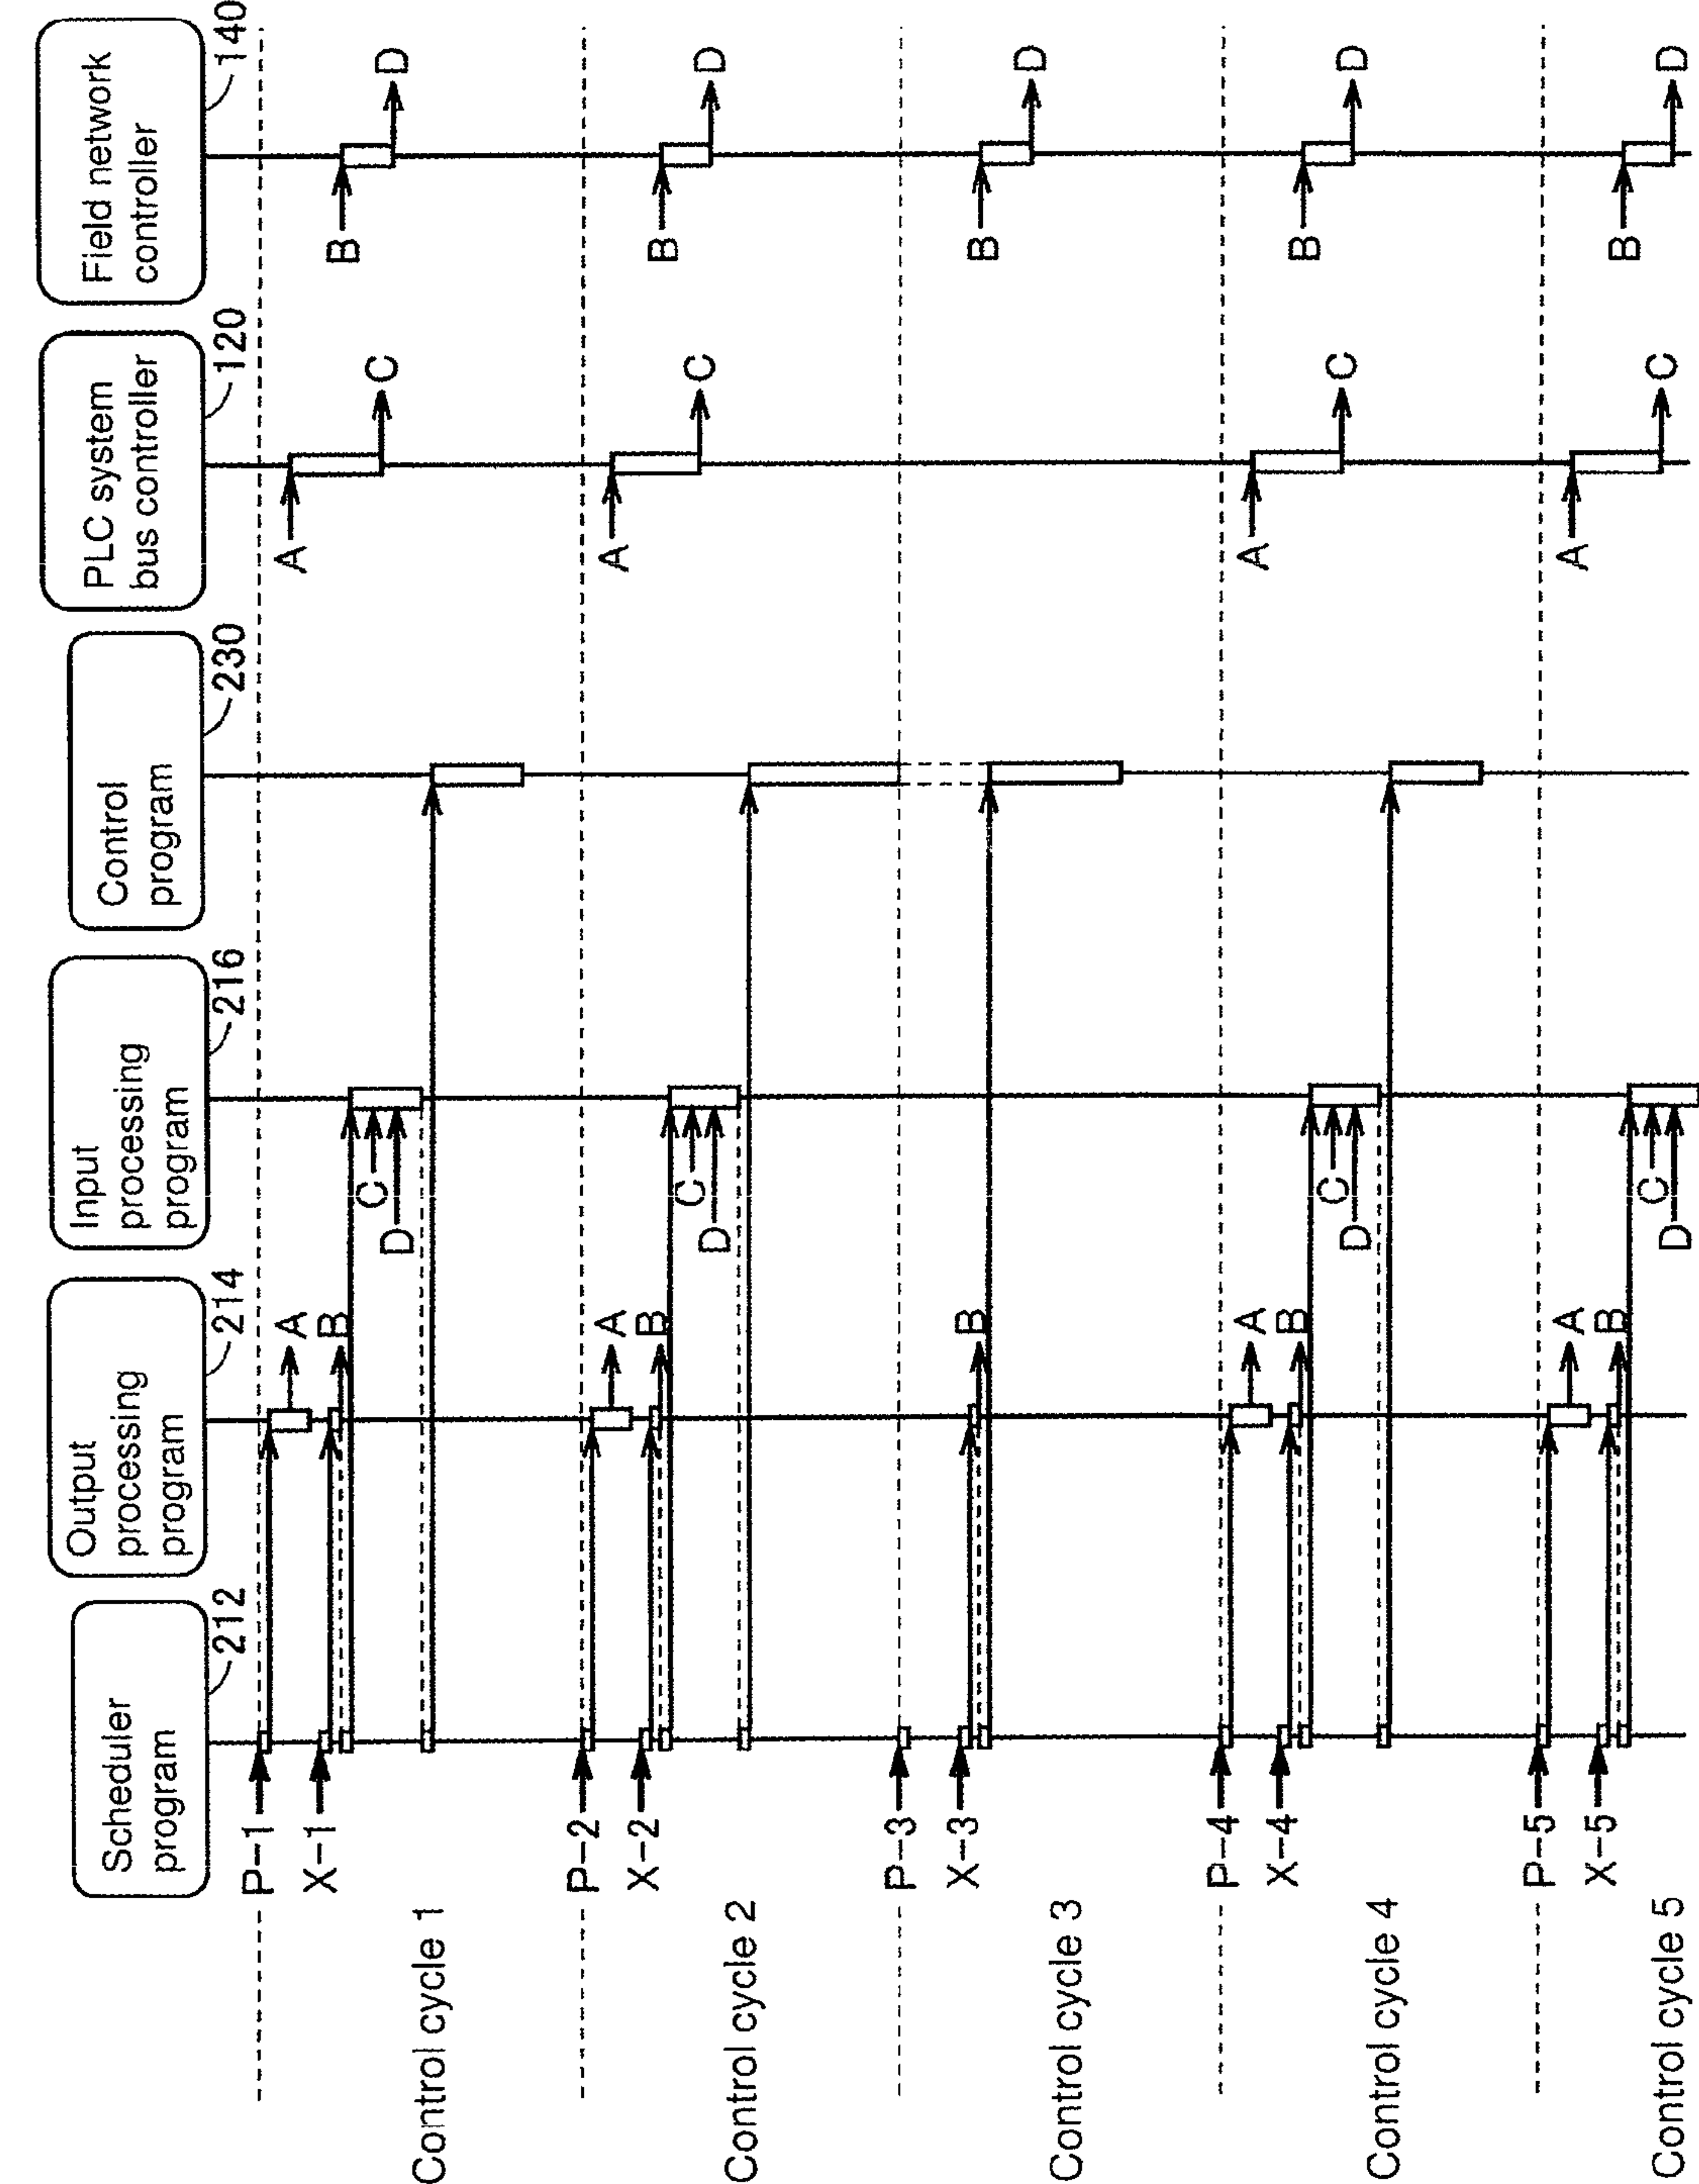 Scheduler
program
212
Output
processing
program
214
Input
processing
program
216
Control
program
230
PLC system
bus controller
120
Field network
controller
140
Control cycle 1
P-1
X-1
A
B
C
D
A
C
B
D
Control cycle 2
P-2
X-2
A
B
C
D
A
C
B
D
Control cycle 3
P-3
X-3
B
B
D
Control cycle 4
P-4
X-4
A
B
C
D
A
C
B
D
Control cycle 5
P-5
X-5
A
B
C
D
A
C
B
D